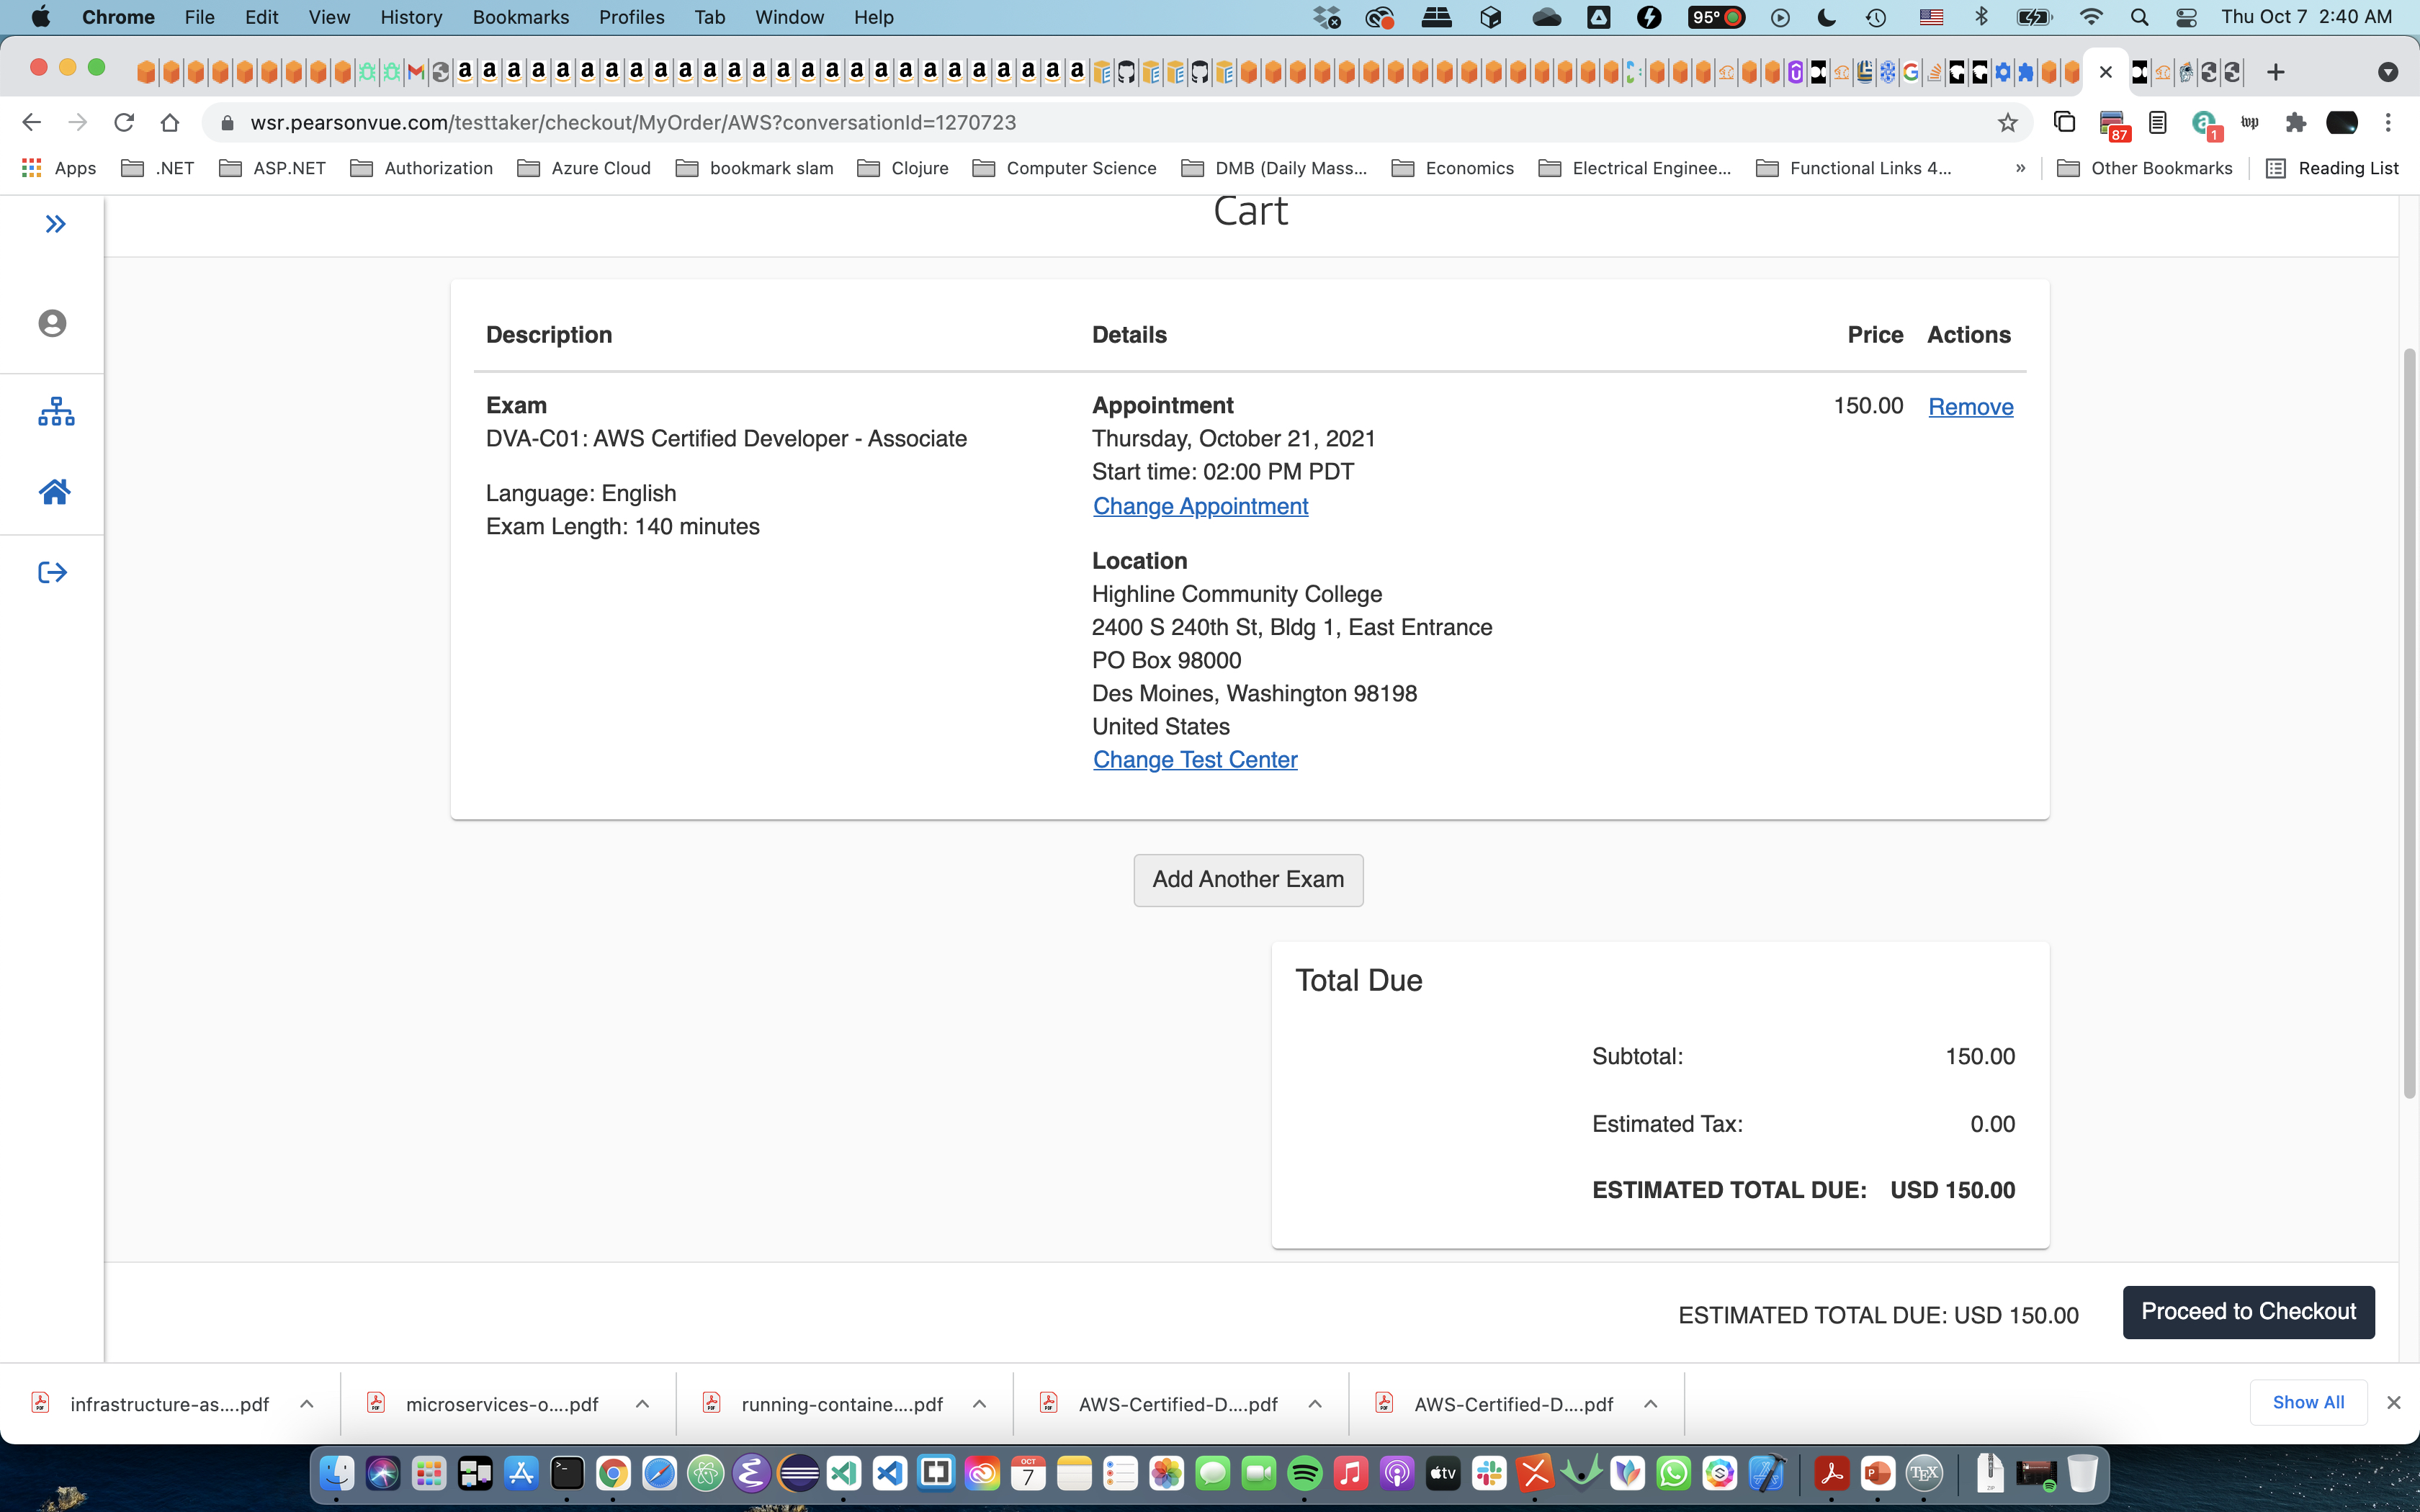 Chrome File Edit View History Bookmarks Profiles Tab Window Help 95° Thu Oct 7 2:40 AM
wsr.pearsonvue.com/testtaker/checkout/MyOrder/AWS?conversationId=1270723 87 1 wp
Apps .NET ASP.NET Authorization Azure Cloud bookmark slam Clojure Computer Science DMB (Daily Mass... Economics Electrical Enginee... Functional Links 4... » Other Bookmarks Reading List
Cart
Description Details Price Actions
Exam Appointment 150.00 Remove
DVA-C01: AWS Certified Developer - Associate Thursday, October 21, 2021
Start time: 02:00 PM PDT
Language: English Change Appointment
Exam Length: 140 minutes
Location
Highline Community College
2400 S 240th St, Bldg 1, East Entrance
PO Box 98000
Des Moines, Washington 98198
United States
Change Test Center
Add Another Exam
Total Due
Subtotal: 150.00
Estimated Tax: 0.00
ESTIMATED TOTAL DUE: USD 150.00
ESTIMATED TOTAL DUE: USD 150.00 Proceed to Checkout
infrastructure-as....pdf microservices-o....pdf running-containe....pdf AWS-Certified-D....pdf AWS-Certified-D....pdf Show All
OCT 7 tv TEX